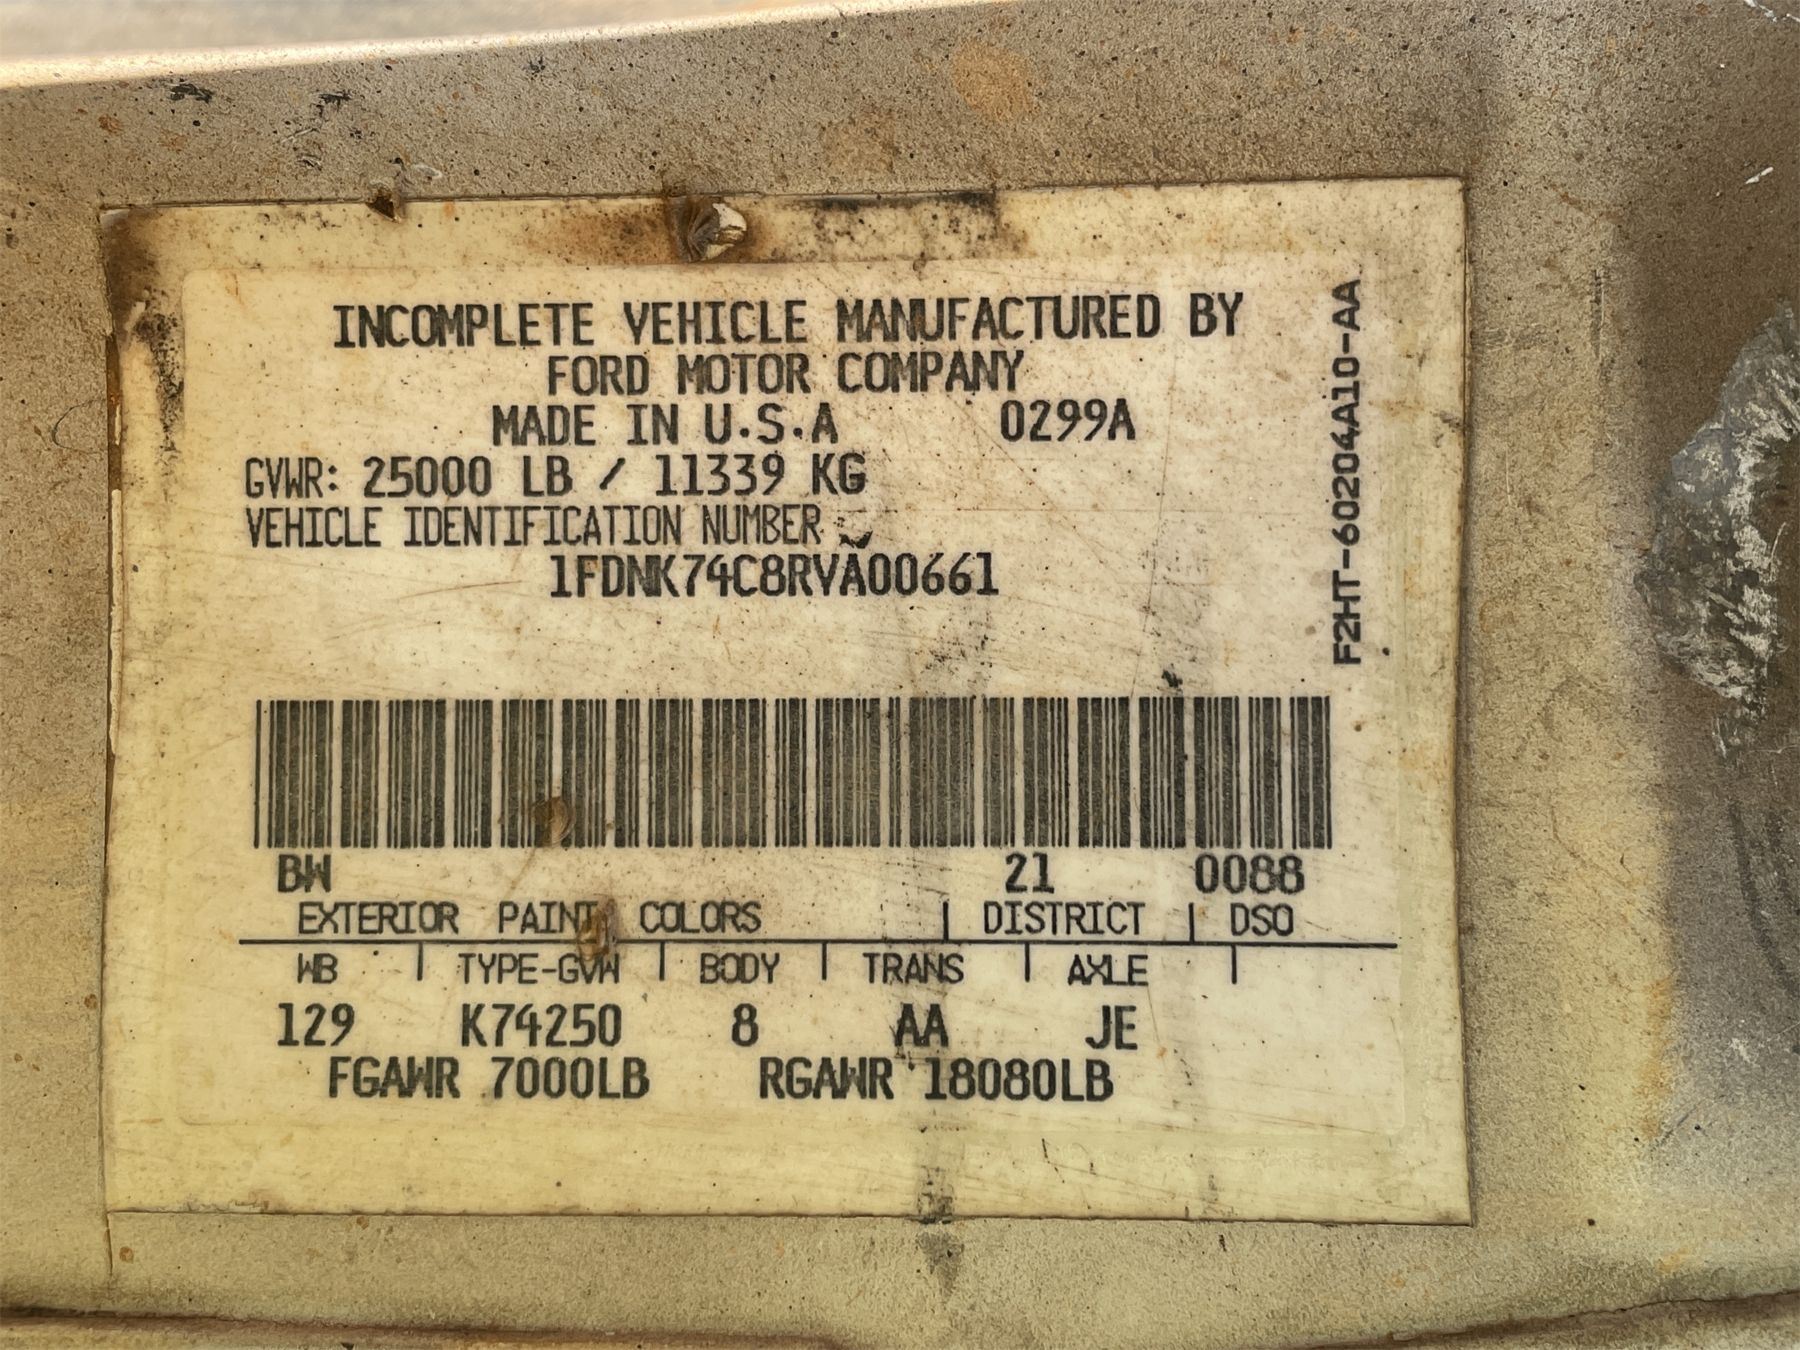 INCOMPLETE VEHICLE MANUFACTURED BY
FORD MOTOR COMPANY
MADE IN U.S.A 0299A
GVWR: 25000 LB / 11339 KG
VEHICLE IDENTIFICATION NUMBER
1FDNK74C8RVA00661
F2HT-60204A10-AA
BW 21 0088
EXTERIOR PAINT COLORS | DISTRICT | DSO
WB | TYPE-GVW | BODY | TRANS | AXLE |
129 K74250 8 AA JE
FGAWR 7000LB RGAWR 18080LB